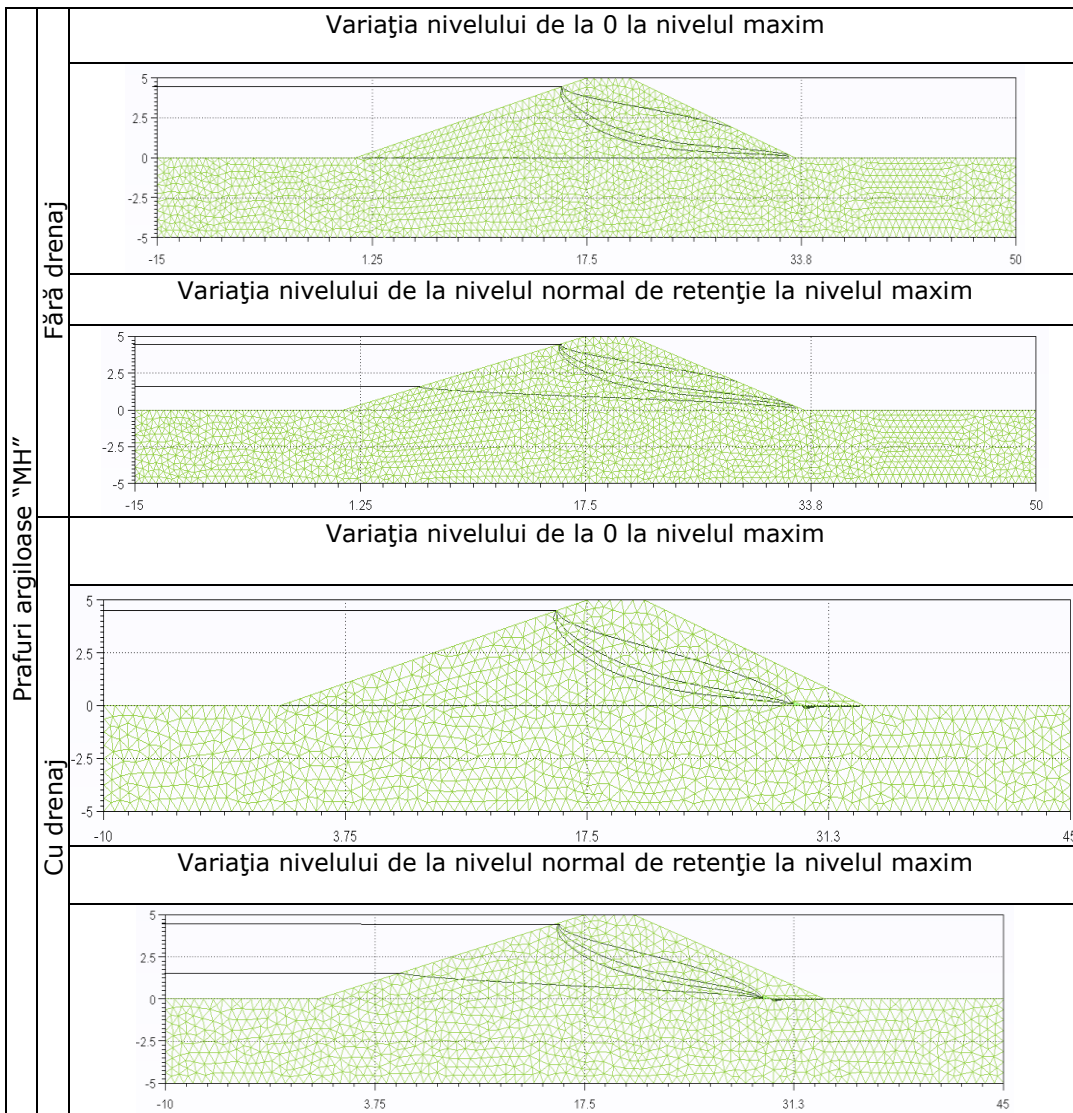 Prafuri argiloase “MH”
Fără drenaj
Variaţia nivelului de la 0 la nivelul maxim
5
2.5
0
-2.5
-5
-15 1.25 17.5 33.8 50
Variaţia nivelului de la nivelul normal de retenţie la nivelul maxim
5
2.5
0
-2.5
-5
-15 1.25 17.5 33.8 50
Cu drenaj
Variaţia nivelului de la 0 la nivelul maxim
5
2.5
0
-2.5
-5
-10 3.75 17.5 31.3 45
Variaţia nivelului de la nivelul normal de retenţie la nivelul maxim
5
2.5
0
-2.5
-5
-10 3.75 17.5 31.3 45